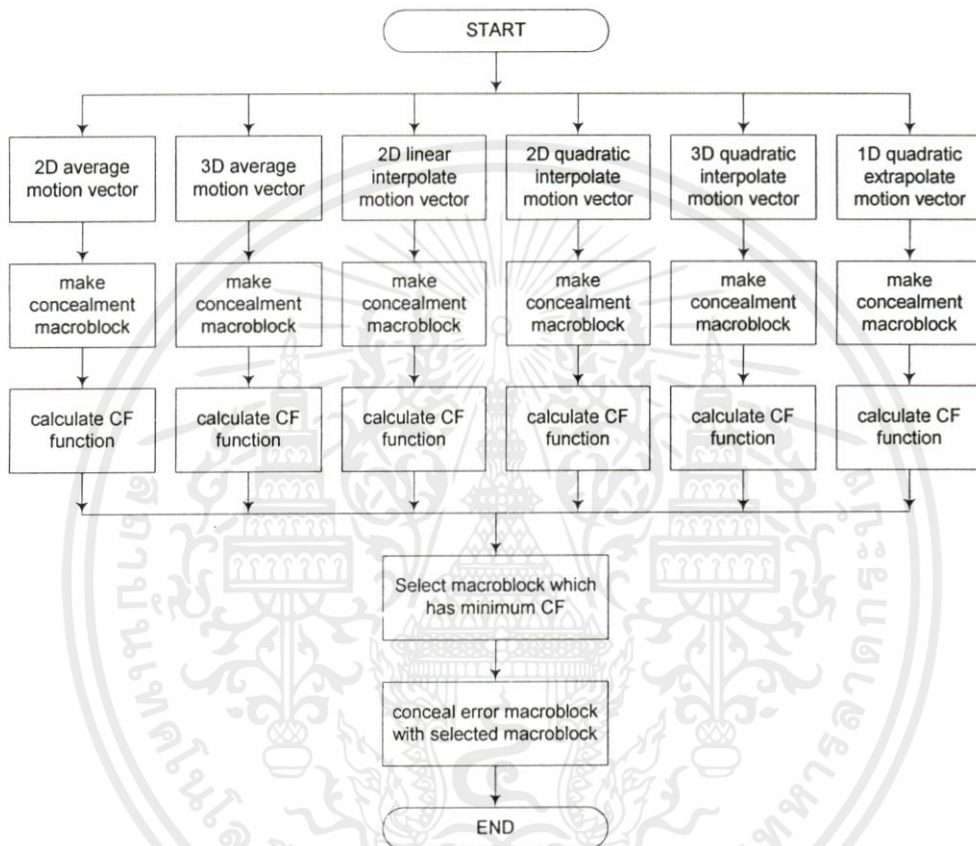 START
2D average
motion vector
3D average
motion vector
2D linear
interpolate
motion vector
2D quadratic
interpolate
motion vector
3D quadratic
interpolate
motion vector
1D quadratic
extrapolate
motion vector
make
concealment
macroblock
make
concealment
macroblock
make
concealment
macroblock
make
concealment
macroblock
make
concealment
macroblock
make
concealment
macroblock
calculate CF
function
calculate CF
function
calculate CF
function
calculate CF
function
calculate CF
function
calculate CF
function
Select macroblock which
has minimum CF
conceal error macroblock
with selected macroblock
END